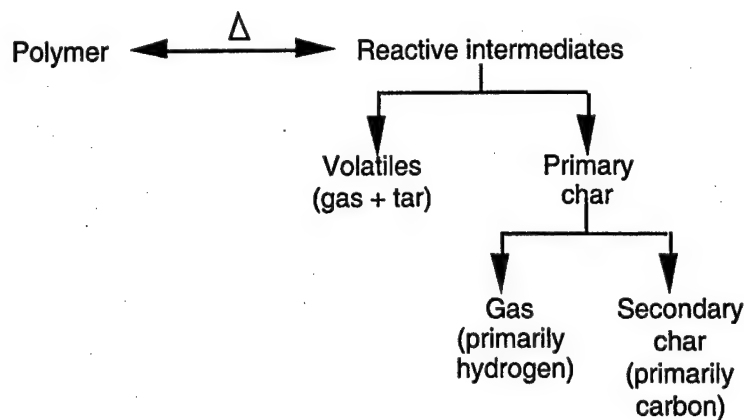 Δ
Polymer
Reactive intermediates
Volatiles
(gas + tar)
Primary
char
Gas
(primarily
hydrogen)
Secondary
char
(primarily
carbon)